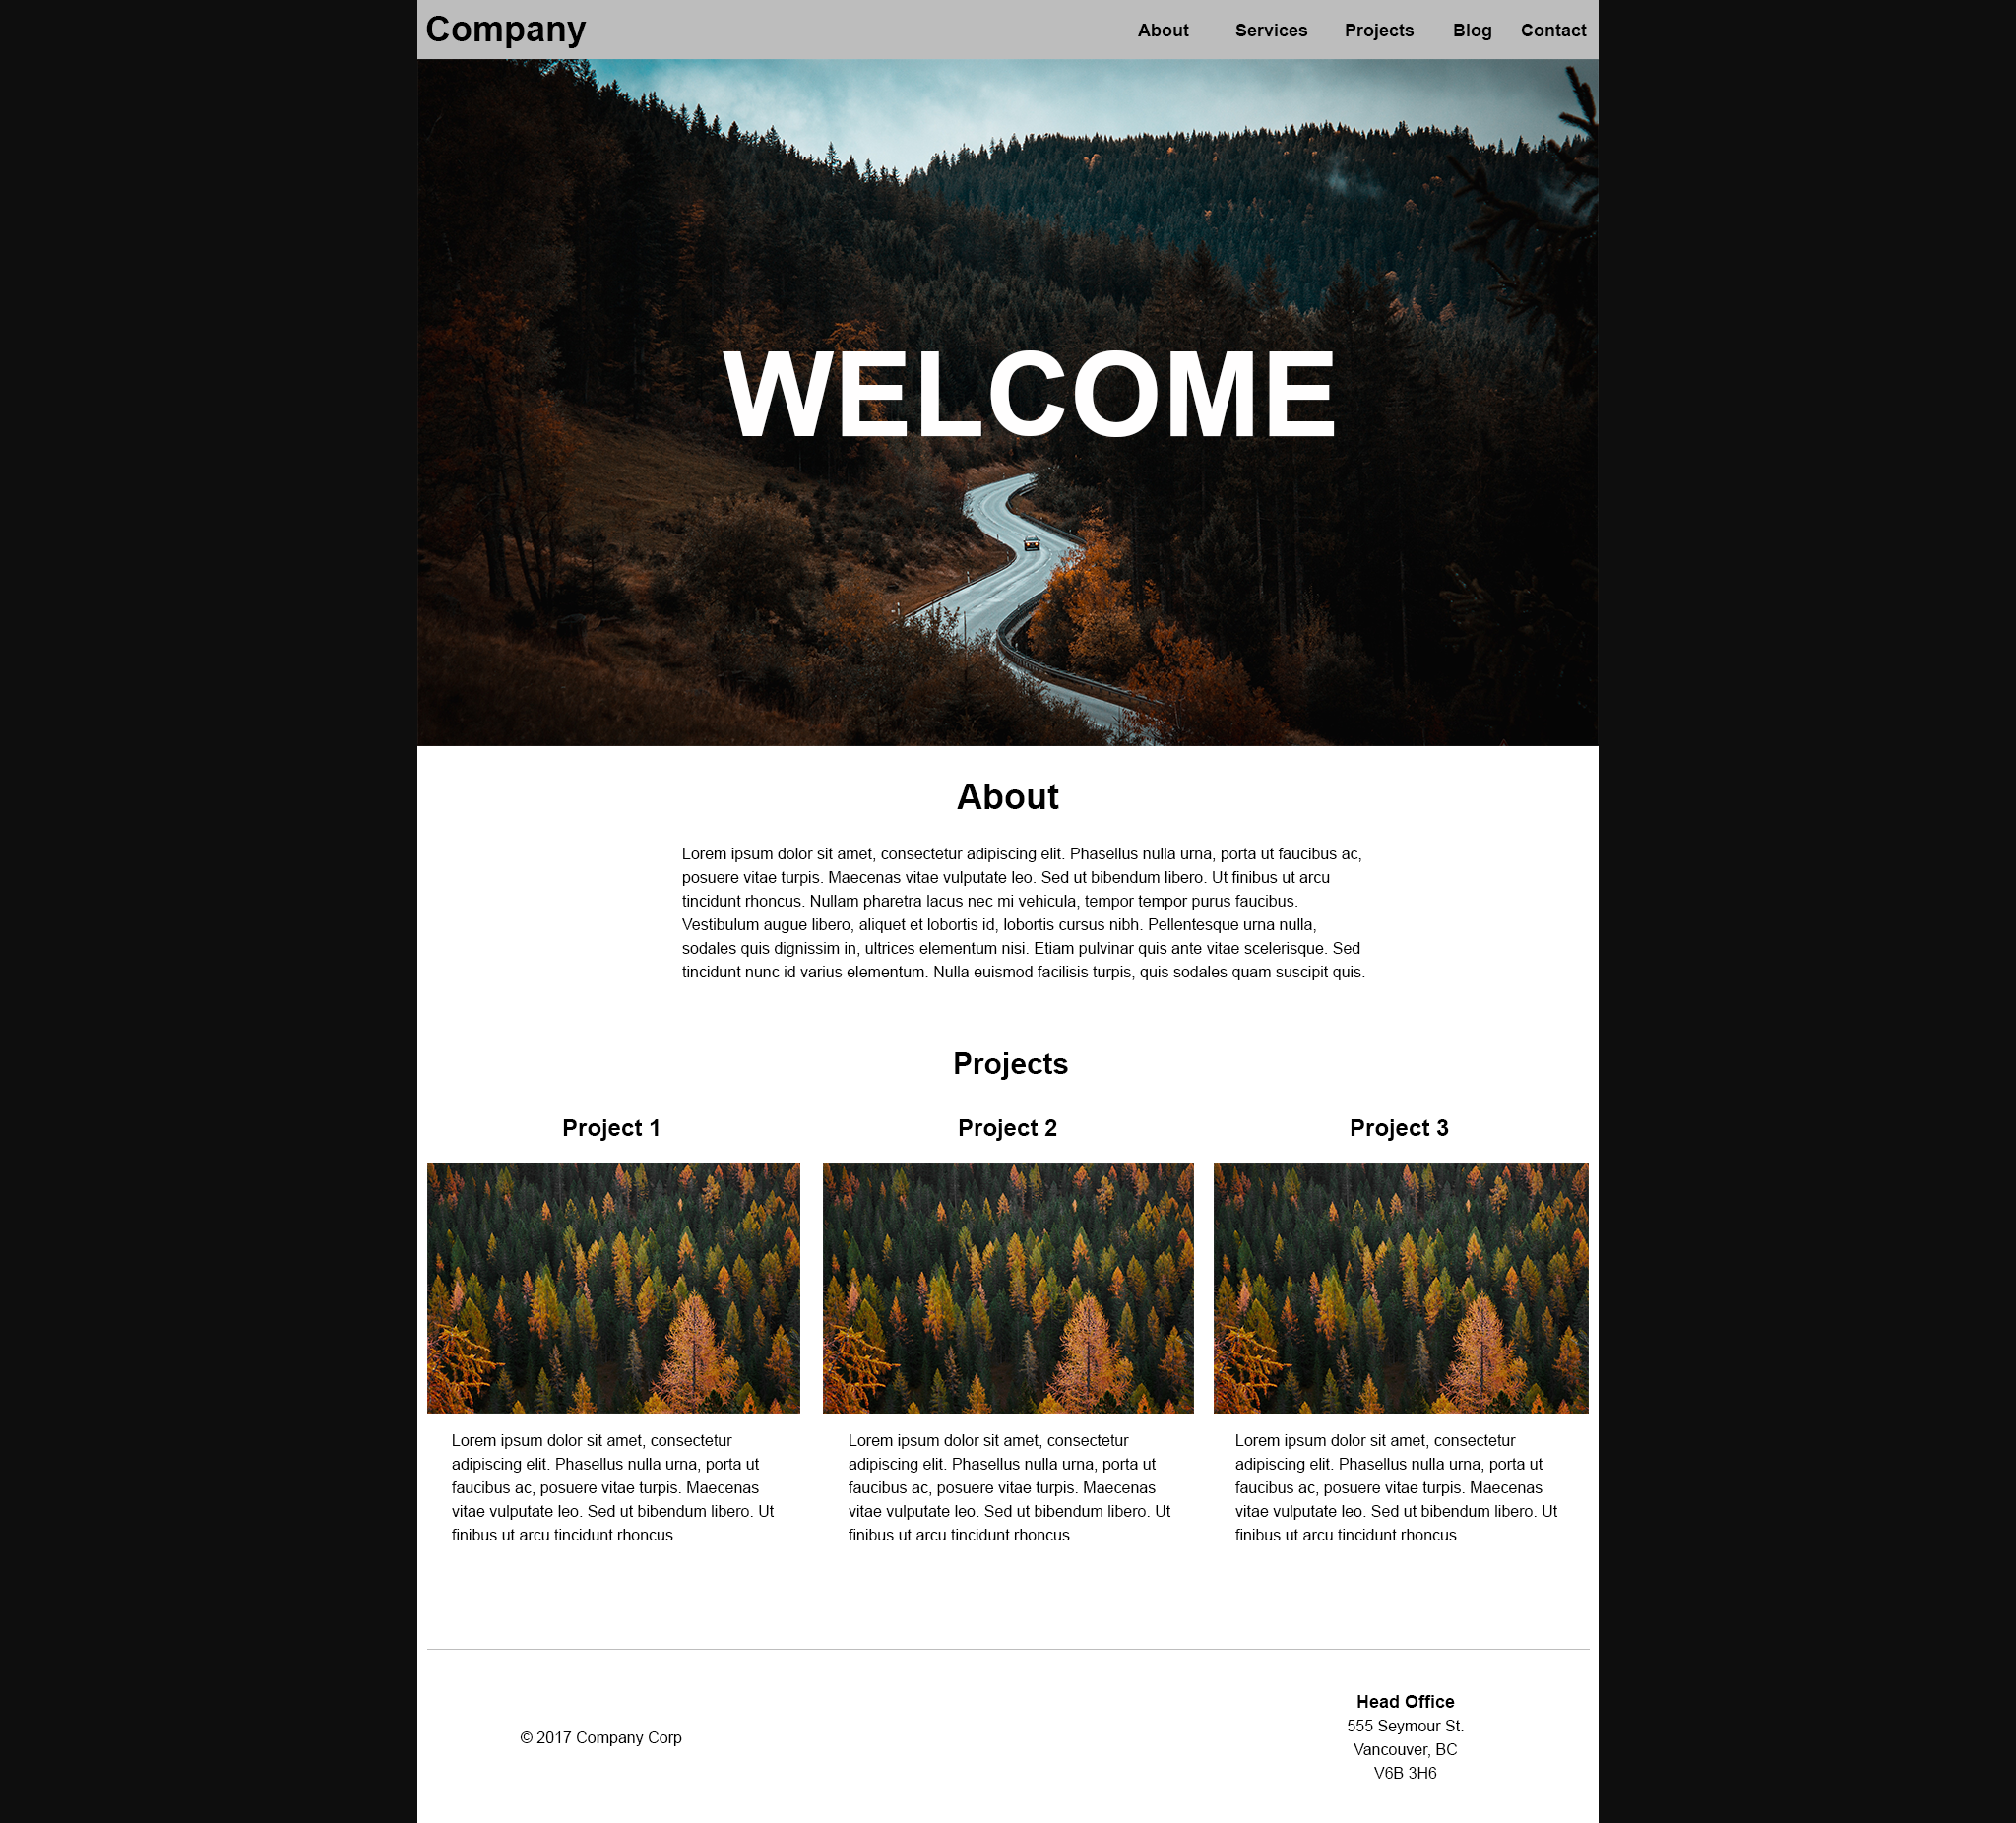 Company
About Services Projects Blog Contact
WELCOME
About
Lorem ipsum dolor sit amet, consectetur adipiscing elit. Phasellus nulla urna, porta ut faucibus ac,
posuere vitae turpis. Maecenas vitae vulputate leo. Sed ut bibendum libero. Ut finibus ut arcu
tincidunt rhoncus. Nullam pharetra lacus nec mi vehicula, tempor tempor purus faucibus.
Vestibulum augue libero, aliquet et lobortis id, lobortis cursus nibh. Pellentesque urna nulla,
sodales quis dignissim in, ultrices elementum nisi. Etiam pulvinar quis ante vitae scelerisque. Sed
tincidunt nunc id varius elementum. Nulla euismod facilisis turpis, quis sodales quam suscipit quis.
Projects
Project 1
Lorem ipsum dolor sit amet, consectetur
adipiscing elit. Phasellus nulla urna, porta ut
faucibus ac, posuere vitae turpis. Maecenas
vitae vulputate leo. Sed ut bibendum libero. Ut
finibus ut arcu tincidunt rhoncus.
Project 2
Lorem ipsum dolor sit amet, consectetur
adipiscing elit. Phasellus nulla urna, porta ut
faucibus ac, posuere vitae turpis. Maecenas
vitae vulputate leo. Sed ut bibendum libero. Ut
finibus ut arcu tincidunt rhoncus.
Project 3
Lorem ipsum dolor sit amet, consectetur
adipiscing elit. Phasellus nulla urna, porta ut
faucibus ac, posuere vitae turpis. Maecenas
vitae vulputate leo. Sed ut bibendum libero. Ut
finibus ut arcu tincidunt rhoncus.
© 2017 Company Corp
Head Office
555 Seymour St.
Vancouver, BC
V6B 3H6